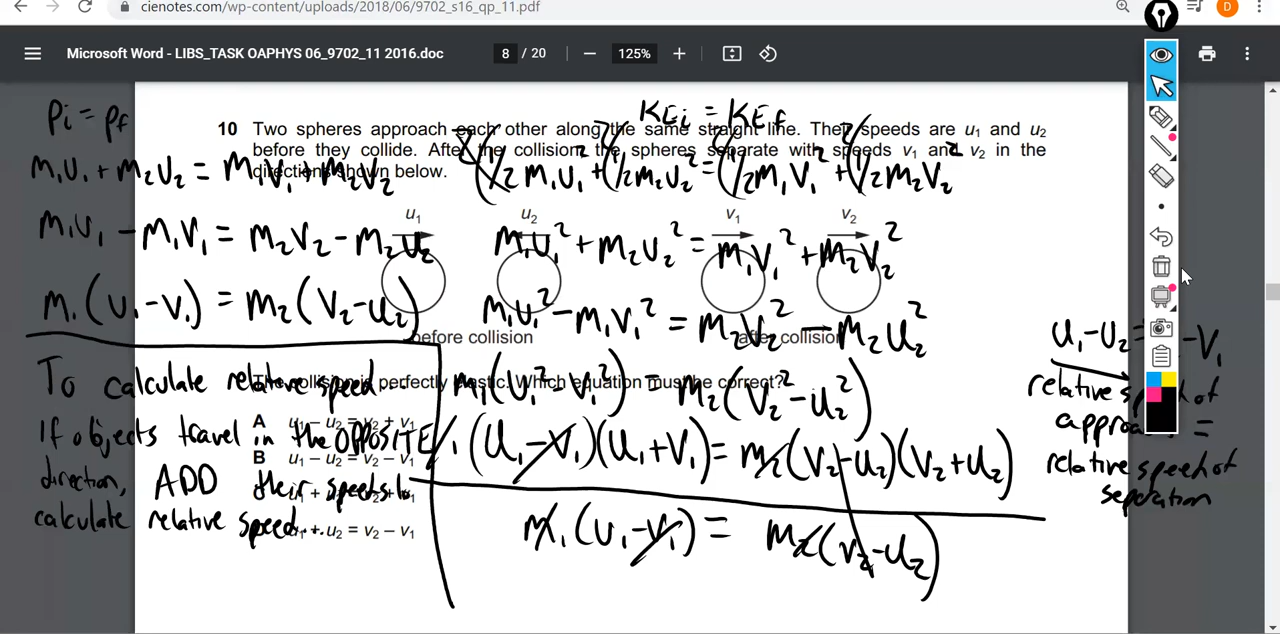 cienotes.com/wp-content/uploads/2018/06/9702_s16_qp_11.pdf
D
Microsoft Word - LIBS_TASK OAPHYS 06_9702_11 2016.doc
8 / 20
125%
10 Two spheres approach each other along the same straight line. Their speeds are u₁ and u₂
before they collide. After the collision, the spheres separate with speeds v₁ and v₂ in the
directions shown below.
u₁ u₂ v₁ v₂
before collision after collision
The collision is perfectly elastic. Which equation must be correct?
A u₁ − u₂ = v₂ + v₁
B u₁ − u₂ = v₂ − v₁
C u₁ + u₂ = v₂ + v₁
D u₁ + u₂ = v₂ − v₁
Pi = Pf
m₁u₁ + m₂u₂ = m₁v₁ + m₂v₂
m₁u₁ − m₁v₁ = m₂v₂ − m₂u₂
m₁(u₁ − v₁) = m₂(v₂ − u₂)
To calculate relative speed
If objects travel in the OPPOSITE
direction, ADD their speeds to
calculate relative speed.
KEi = KEf
½m₁u₁² + ½m₂u₂² = ½m₁v₁² + ½m₂v₂²
m₁u₁² + m₂u₂² = m₁v₁² + m₂v₂²
m₁u₁² − m₁v₁² = m₂v₂² − m₂u₂²
m₁(u₁² − v₁²) = m₂(v₂² − u₂²)
(u₁ − v₁)(u₁ + v₁) = m₂(v₂ − u₂)(v₂ + u₂)
m₁(u₁ − v₁) = m₂(v₂ − u₂)
u₁ − u₂ = − v₁
relative speed of
=
relative speed of
separation